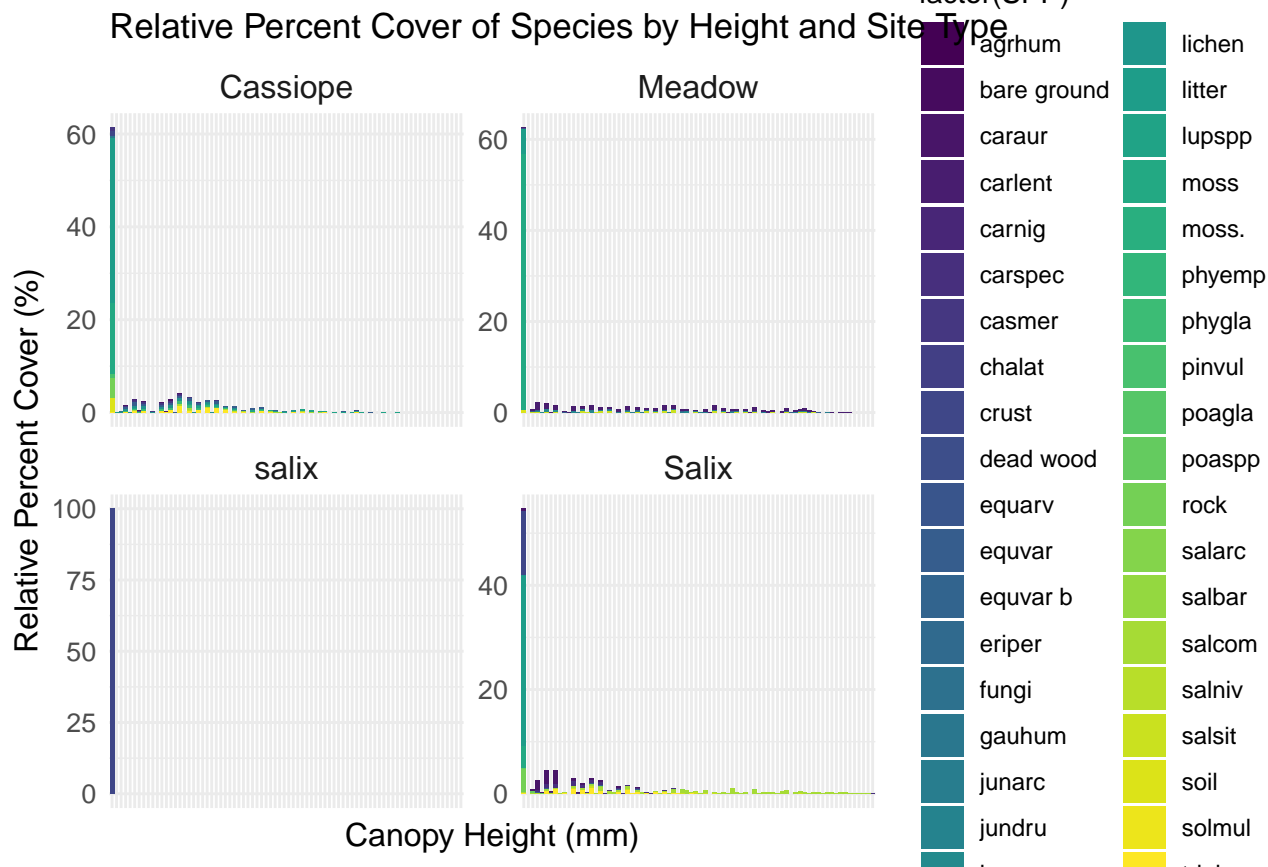 Relative Percent Cover of Species by Height and Site Type
Cassiope
Meadow
60
40
20
0
60
40
20
0
salix
Salix
100
75
50
25
0
40
20
0
Relative Percent Cover (%)
Canopy Height (mm)
agrhum
bare ground
caraur
carlent
carnig
carspec
casmer
chalat
crust
dead wood
equarv
equvar
equvar b
eriper
fungi
gauhum
junarc
jundru
lichen
litter
lupspp
moss
moss.
phyemp
phygla
pinvul
poagla
poaspp
rock
salarc
salbar
salcom
salniv
salsit
soil
solmul